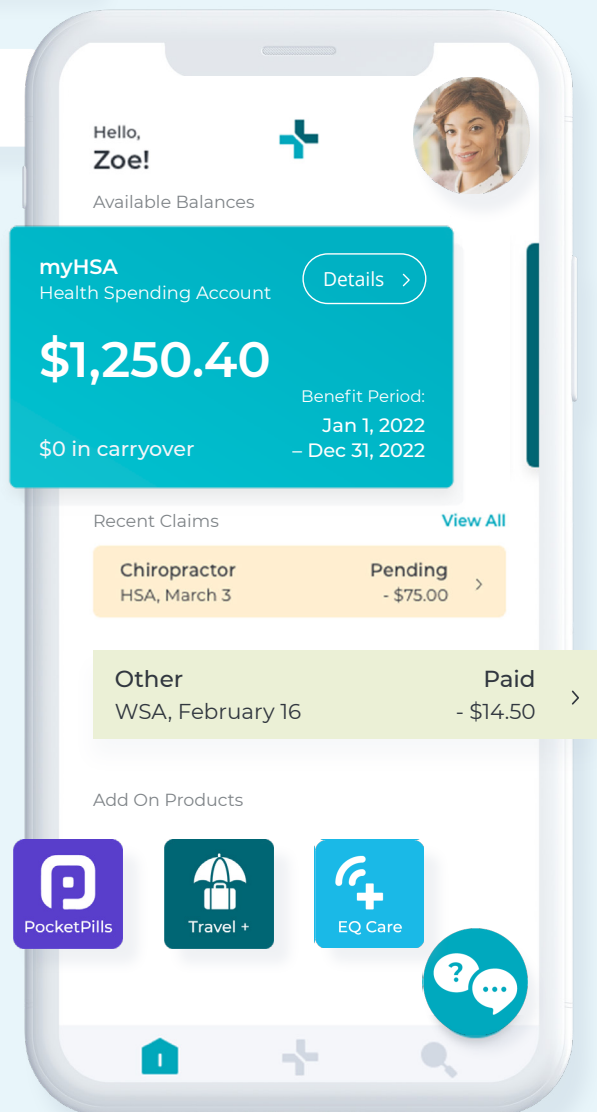 Hello,
Zoe!
Available Balances
myHSA
Health Spending Account
Details >
$1,250.40
Benefit Period:
Jan 1, 2022
– Dec 31, 2022
$0 in carryover
Recent Claims
View All
Chiropractor
Pending
HSA, March 3
- $75.00
Other
Paid
WSA, February 16
- $14.50
Add On Products
PocketPills
Travel +
EQ Care
?
...